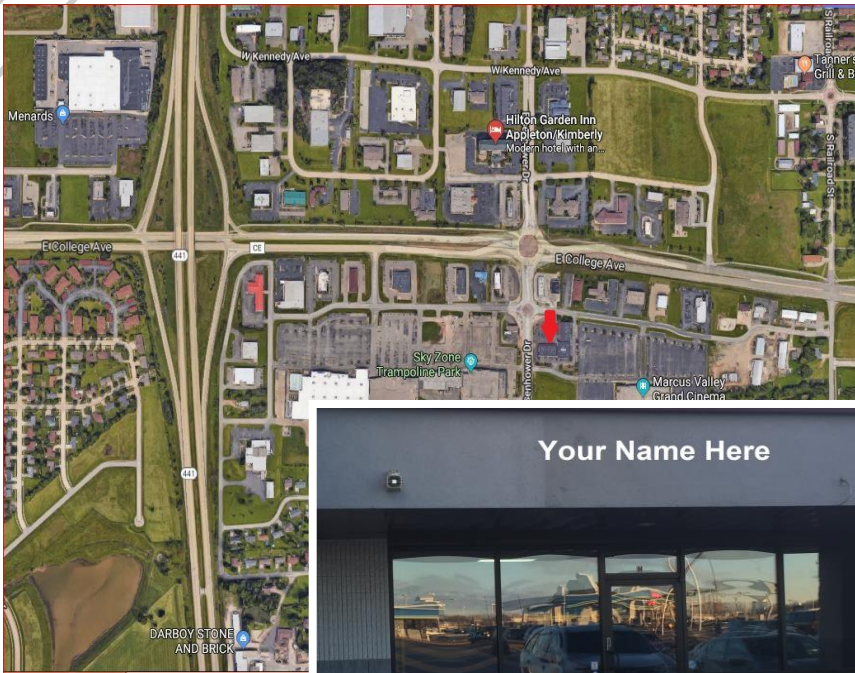 W Kennedy Ave
W Kennedy Ave
S Railroad S
Tanner's
Grill & B
Menards
Hilton Garden Inn
Appleton/Kimberly
Modern hotel with an...
S Railroad St
E College Ave
CE
441
E College Ave
Sky Zone
Trampoline Park
senhower Dr
Marcus Valley
Grand Cinema
Your Name Here
441
DARBOY STONE
AND BRICK